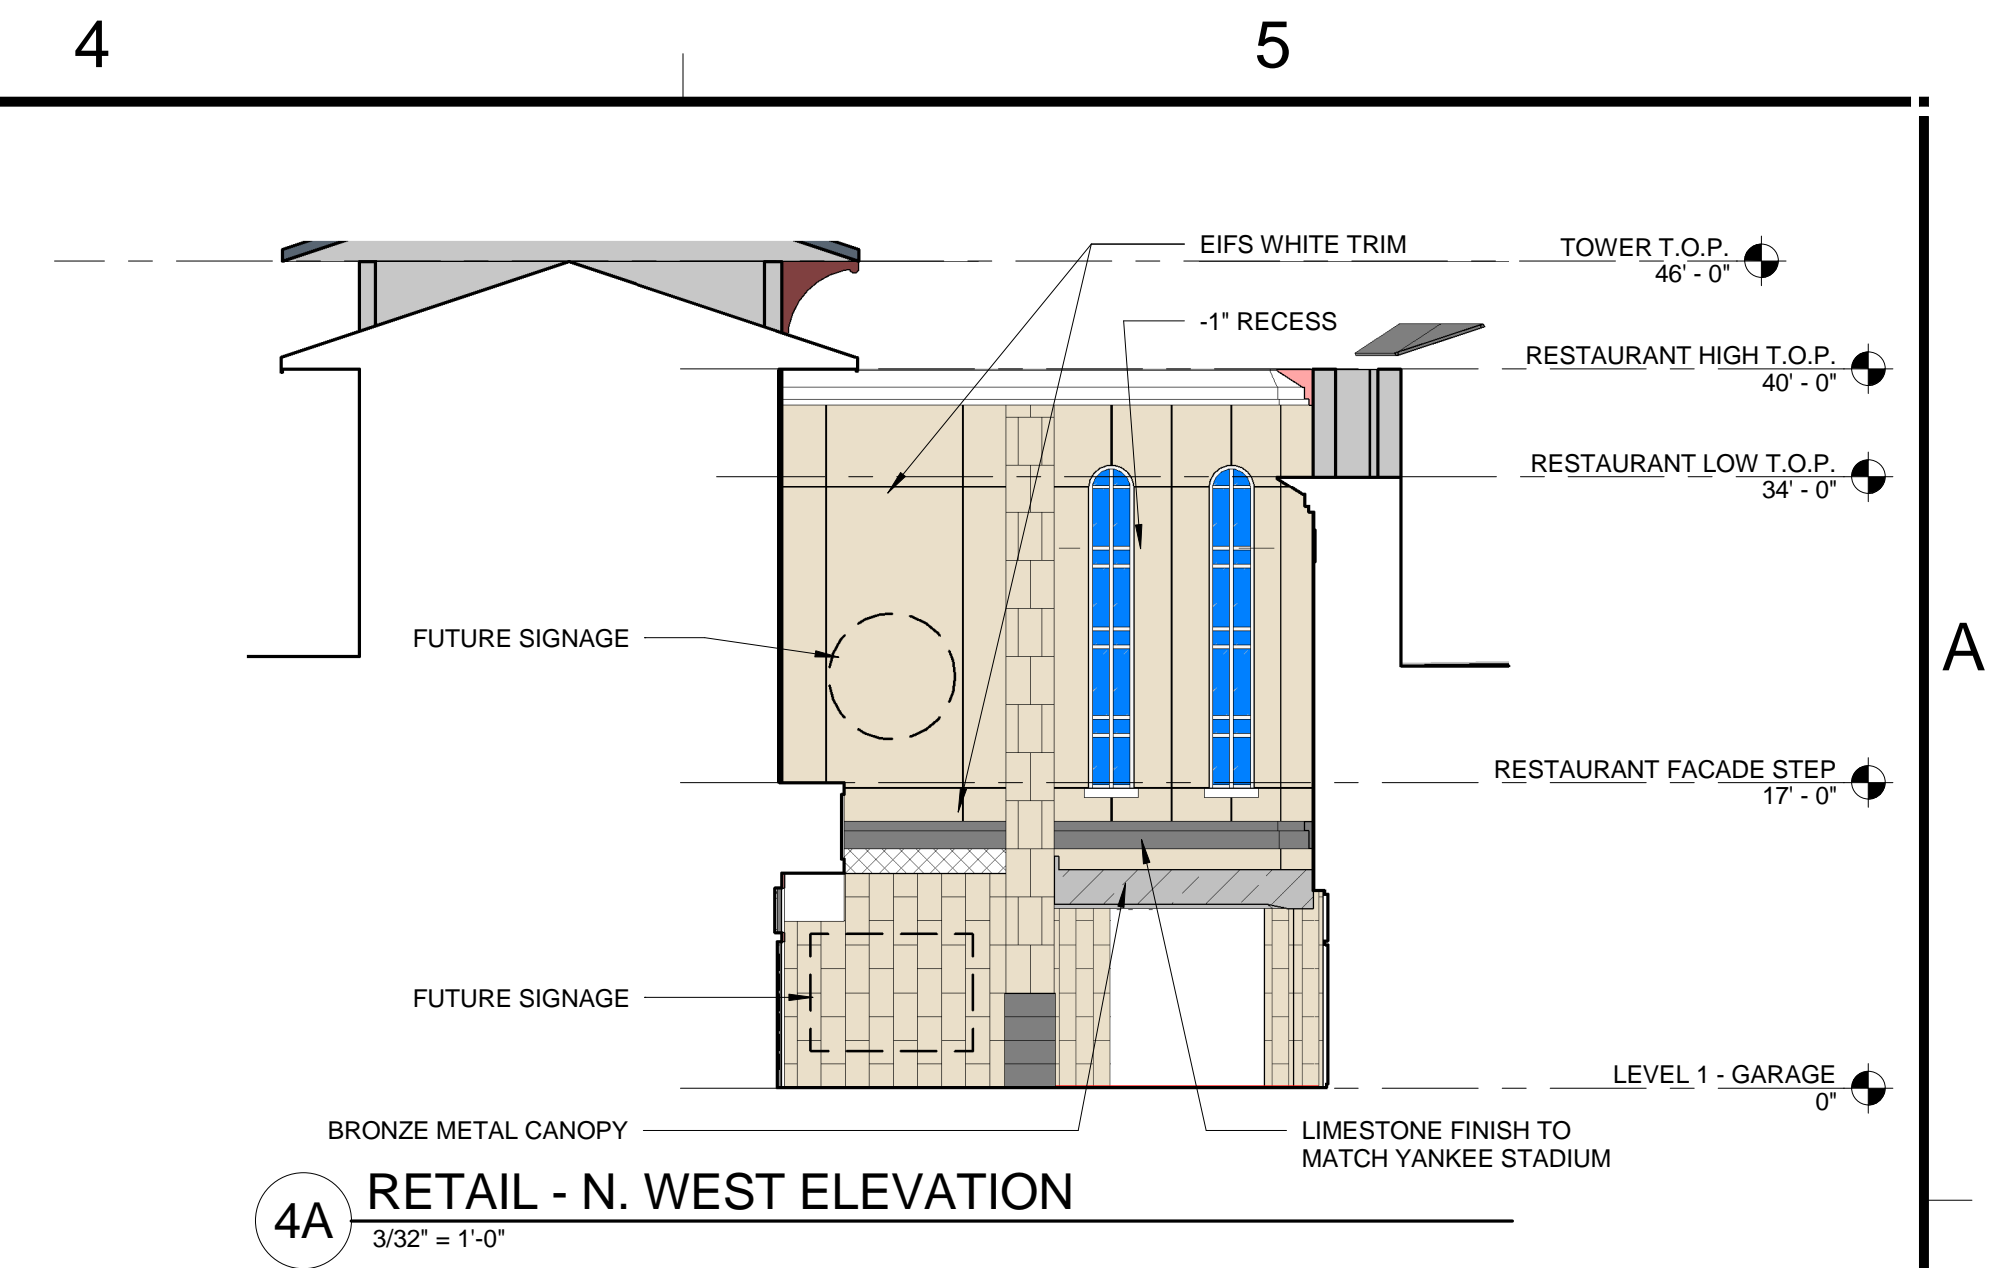 4
5
EIFS WHITE TRIM
TOWER T.O.P.
46' - 0"
-1" RECESS
RESTAURANT HIGH T.O.P.
40' - 0"
RESTAURANT LOW T.O.P.
34' - 0"
FUTURE SIGNAGE
A
RESTAURANT FACADE STEP
17' - 0"
FUTURE SIGNAGE
LEVEL 1 - GARAGE
0"
BRONZE METAL CANOPY
LIMESTONE FINISH TO
MATCH YANKEE STADIUM
4A
RETAIL - N. WEST ELEVATION
3/32" = 1'-0"